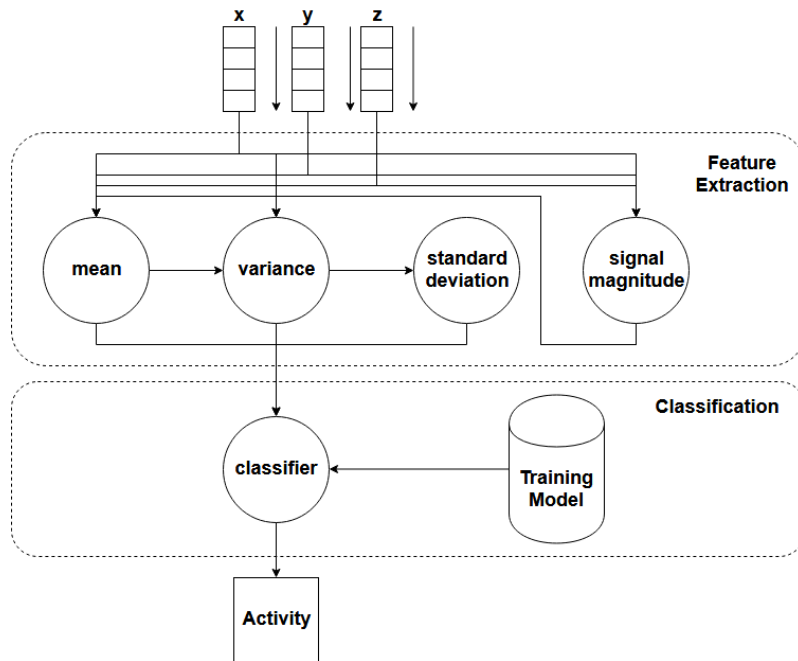 x y z
Feature
Extraction
mean
variance
standard
deviation
signal
magnitude
Classification
classifier
Training
Model
Activity